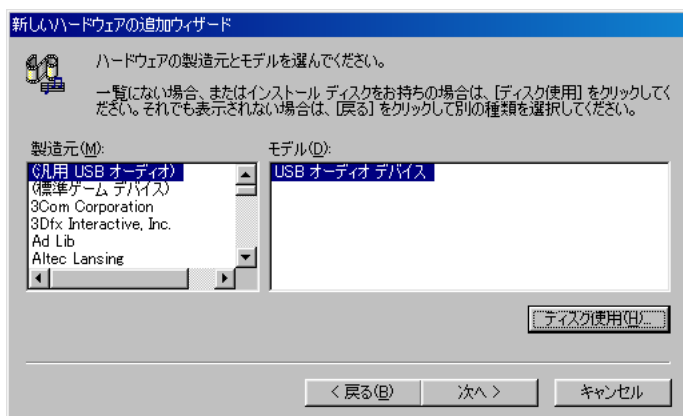 新しいハードウェアの追加ウィザード
ハードウェアの製造元とモデルを選んでください。
一覧にない場合、またはインストール ディスクをお持ちの場合は、[ディスク使用] をクリックしてく
ださい。それでも表示されない場合は、[戻る] をクリックして別の種類を選択してください。
製造元(M):
モデル(D):
(汎用 USB オーディオ)
(標準ゲーム デバイス)
3Com Corporation
3Dfx Interactive, Inc.
Ad Lib
Altec Lansing
USB オーディオ デバイス
ディスク使用(H)...
< 戻る(B)
次へ >
キャンセル